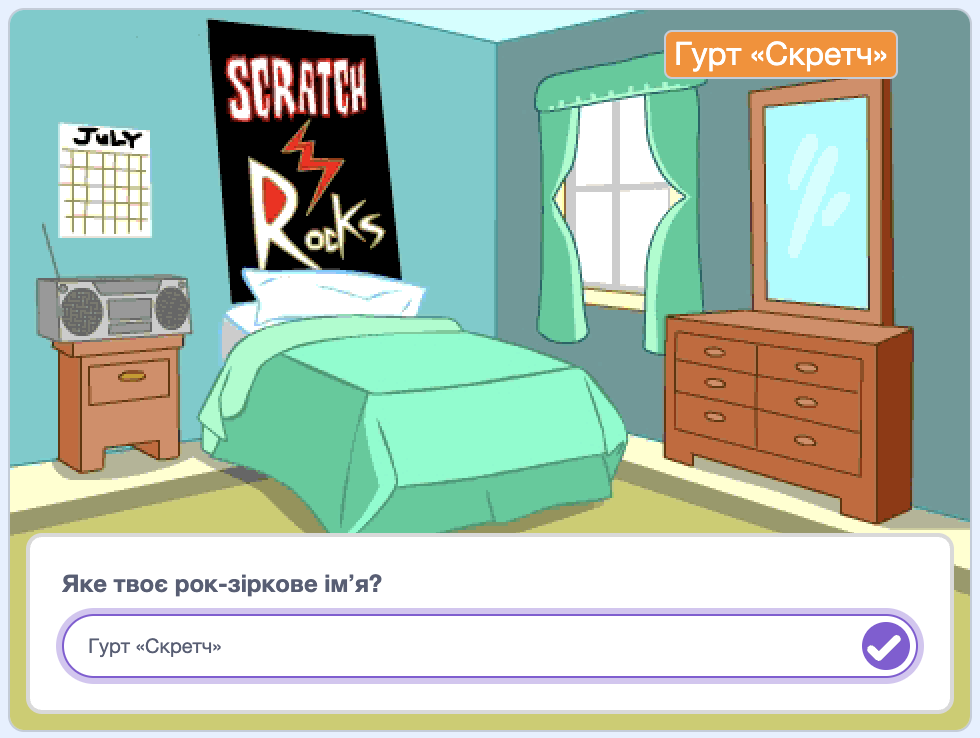 Гурт «Скретч»
JULY
SCRATCH
Rocks
Яке твоє рок-зіркове ім’я?
Гурт «Скретч»